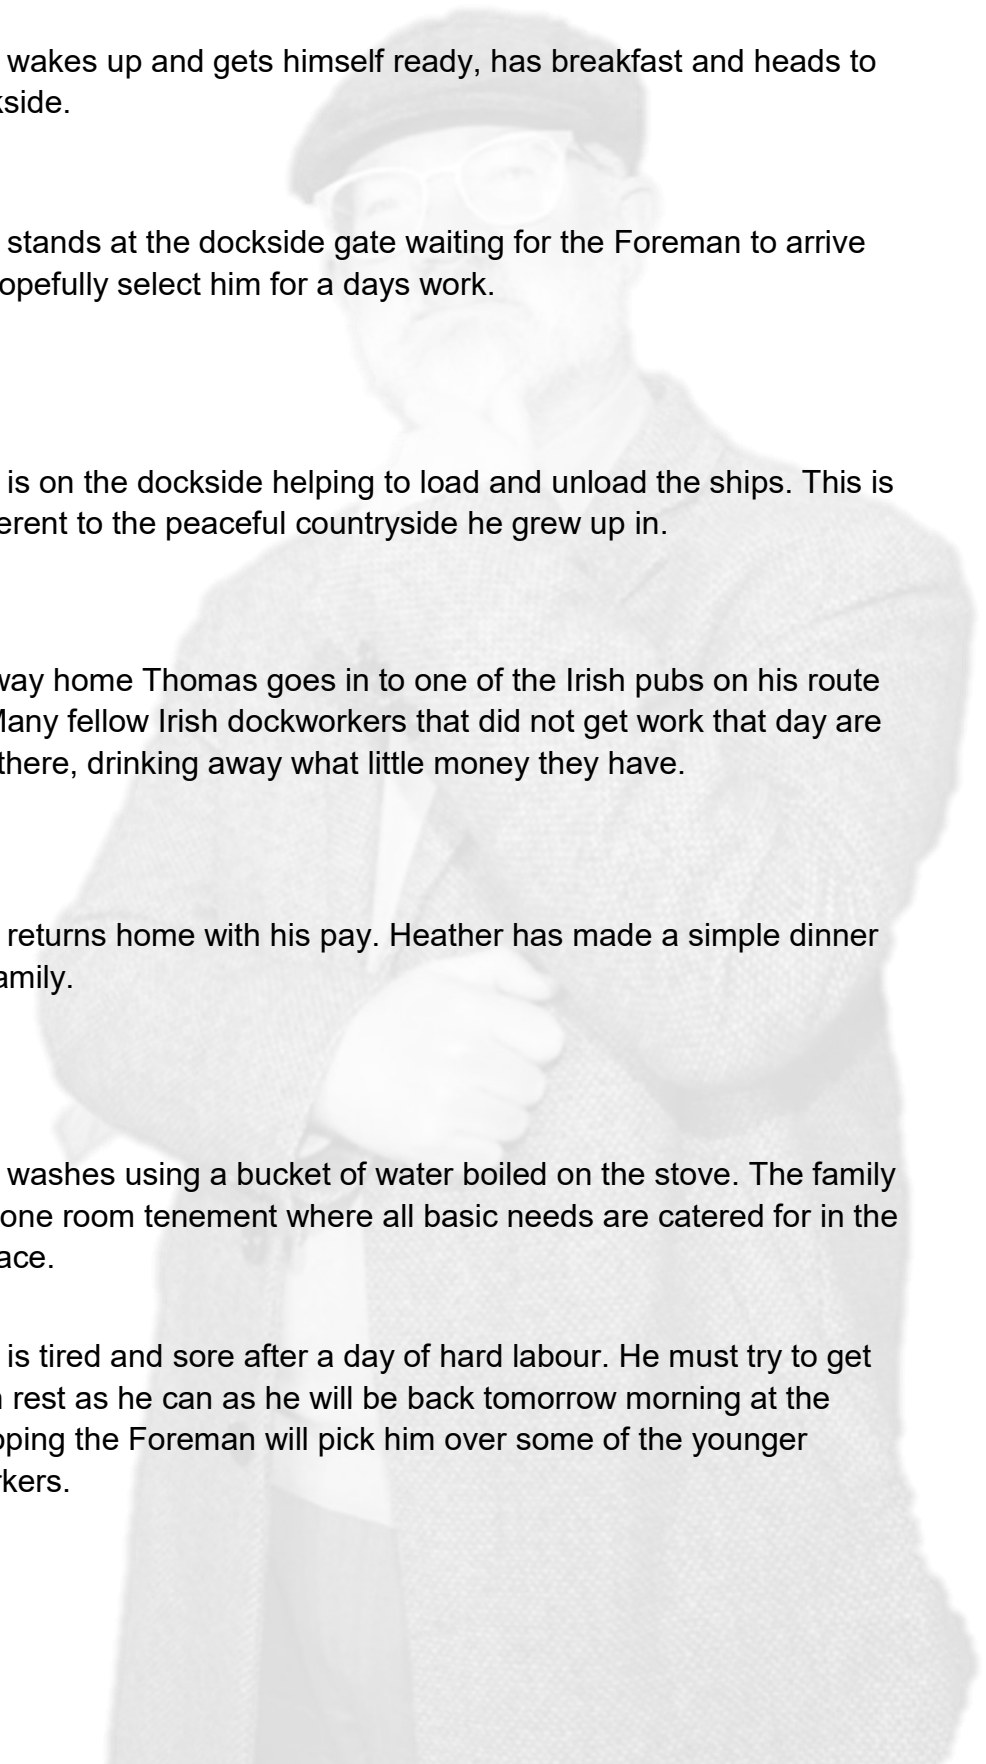 wakes up and gets himself ready, has breakfast and heads to
kside.
stands at the dockside gate waiting for the Foreman to arrive
opefully select him for a days work.
is on the dockside helping to load and unload the ships. This is
erent to the peaceful countryside he grew up in.
way home Thomas goes in to one of the Irish pubs on his route
Many fellow Irish dockworkers that did not get work that day are
there, drinking away what little money they have.
returns home with his pay. Heather has made a simple dinner
amily.
washes using a bucket of water boiled on the stove. The family
one room tenement where all basic needs are catered for in the
ace.
is tired and sore after a day of hard labour. He must try to get
rest as he can as he will be back tomorrow morning at the
pping the Foreman will pick him over some of the younger
rkers.